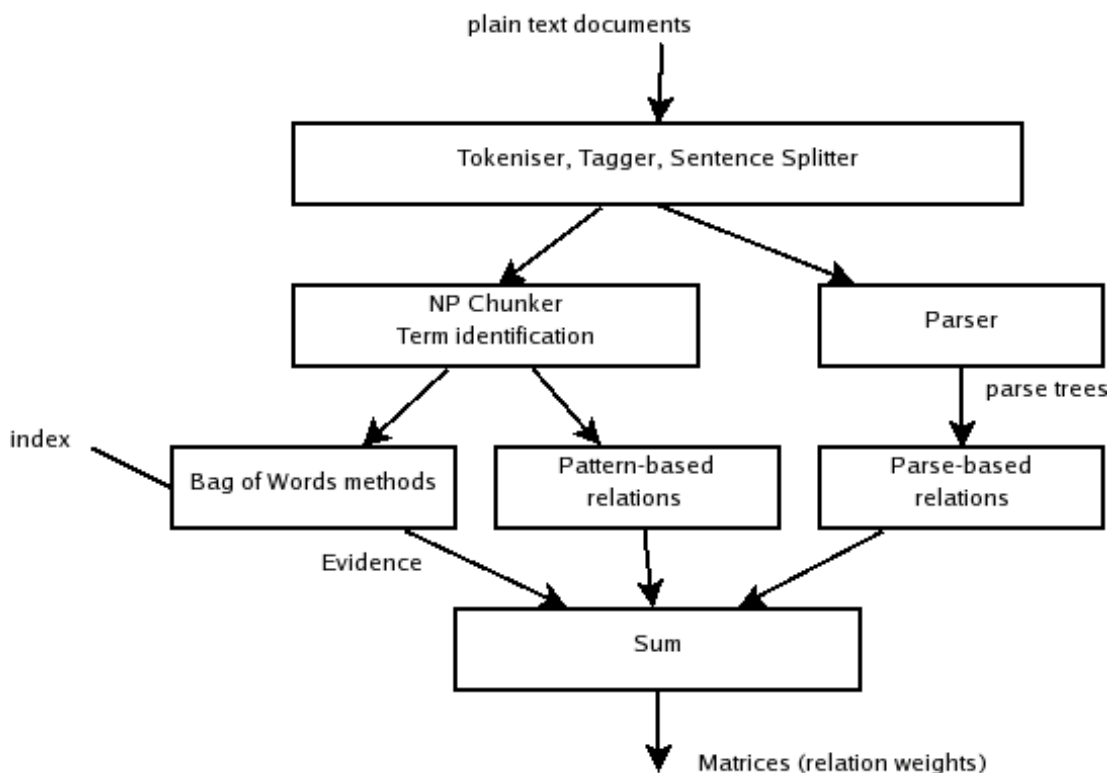 plain text documents
Tokeniser, Tagger, Sentence Splitter
NP Chunker
Term identification
Parser
parse trees
index
Bag of Words methods
Pattern-based
relations
Parse-based
relations
Evidence
Sum
Matrices (relation weights)